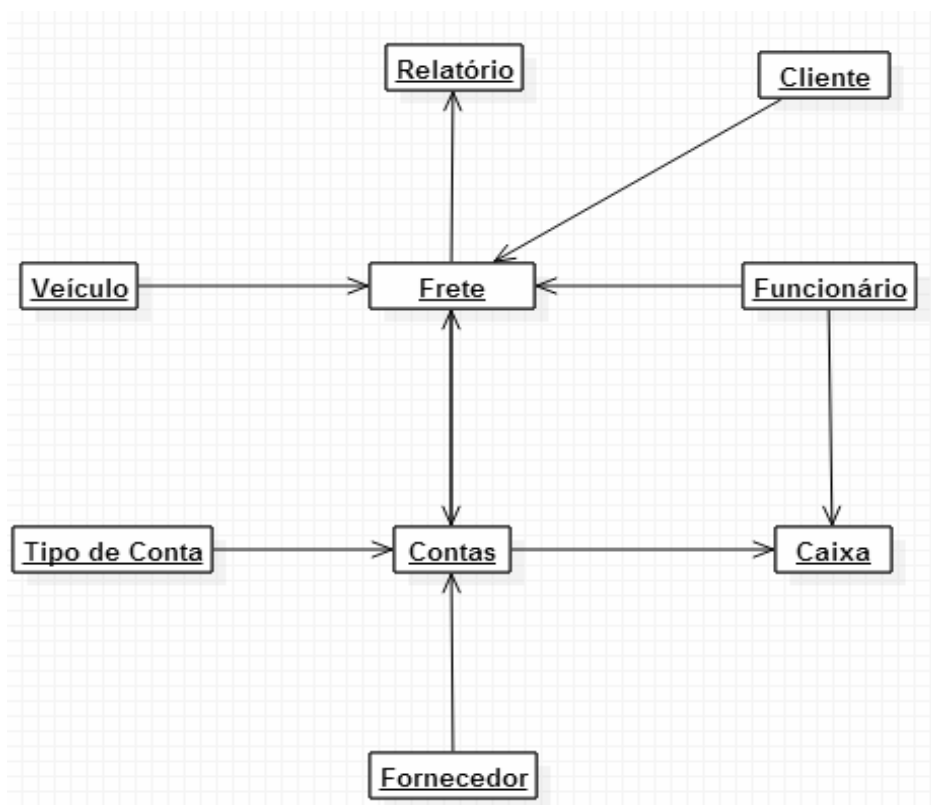 Relatório
Cliente
Veículo
Frete
Funcionário
Tipo de Conta
Contas
Caixa
Fornecedor